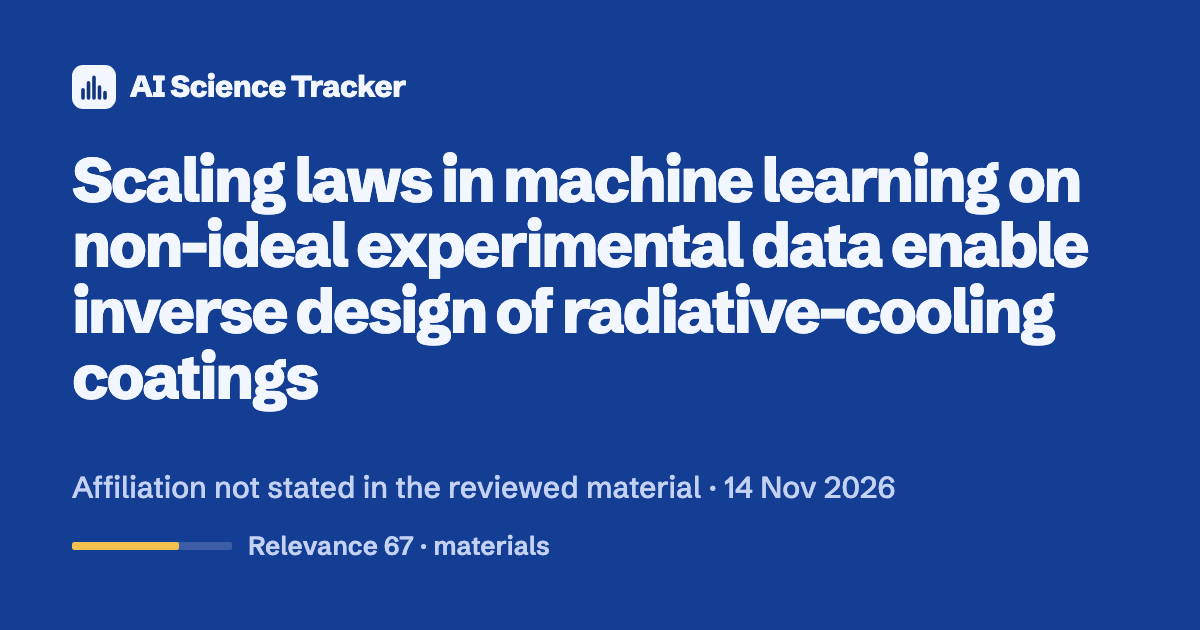 AI Science Tracker
Scaling laws in machine learning on
non-ideal experimental data enable
inverse design of radiative-cooling
coatings
Affiliation not stated in the reviewed material · 14 Nov 2026
Relevance 67 · materials